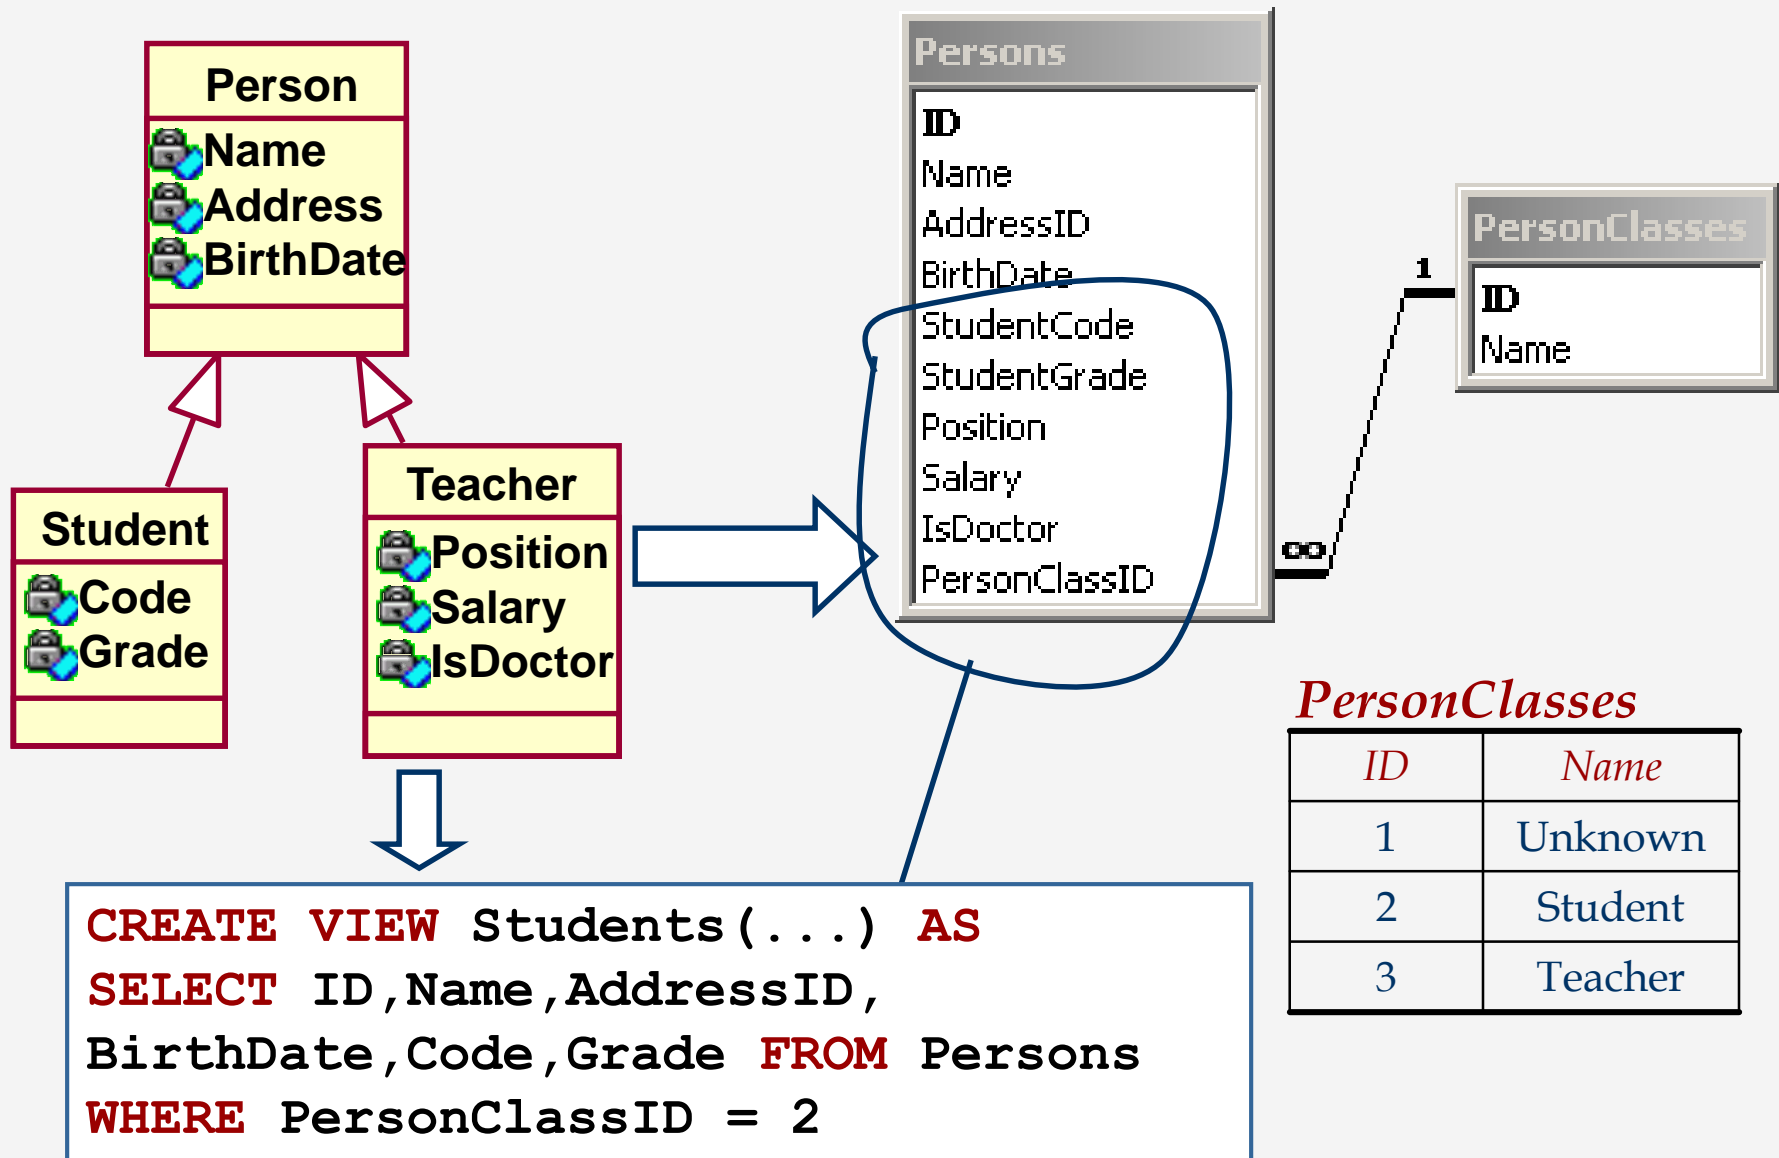 Person
Name
Address
BirthDate
Student
Code
Grade
Teacher
Position
Salary
IsDoctor
Persons
ID
Name
AddressID
BirthDate
StudentCode
StudentGrade
Position
Salary
IsDoctor
PersonClassID
1
∞
PersonClasses
ID
Name
PersonClasses
ID Name
1 Unknown
2 Student
3 Teacher
CREATE VIEW Students(...) AS
SELECT ID,Name,AddressID,
BirthDate,Code,Grade FROM Persons
WHERE PersonClassID = 2